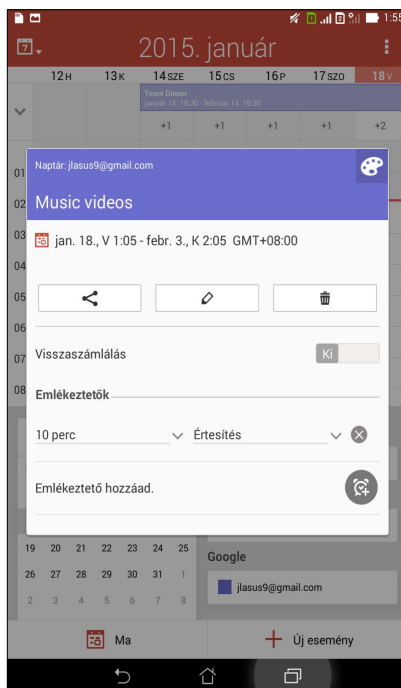 1:55
7
2015. január
12H 13K 14SZE 15CS 16P 17SZO 18V
Team Dinner
január 14. 18:30 - február 14. 19:30
+1 +1 +1 +1 +2
Naptár: jlasus9@gmail.com
01
Music videos
02
03
jan. 18., V 1:05 - febr. 3., K 2:05 GMT+08:00
04
05
06
Visszaszámlálás
Ki
07
08
Emlékeztetők
10 perc
Értesítés
Emlékeztető hozzáad.
19 20 21 22 23 24 25
Google
26 27 28 29 30 31 1
jlasus9@gmail.com
2 3 4 5 6 7 8
Ma
Új esemény